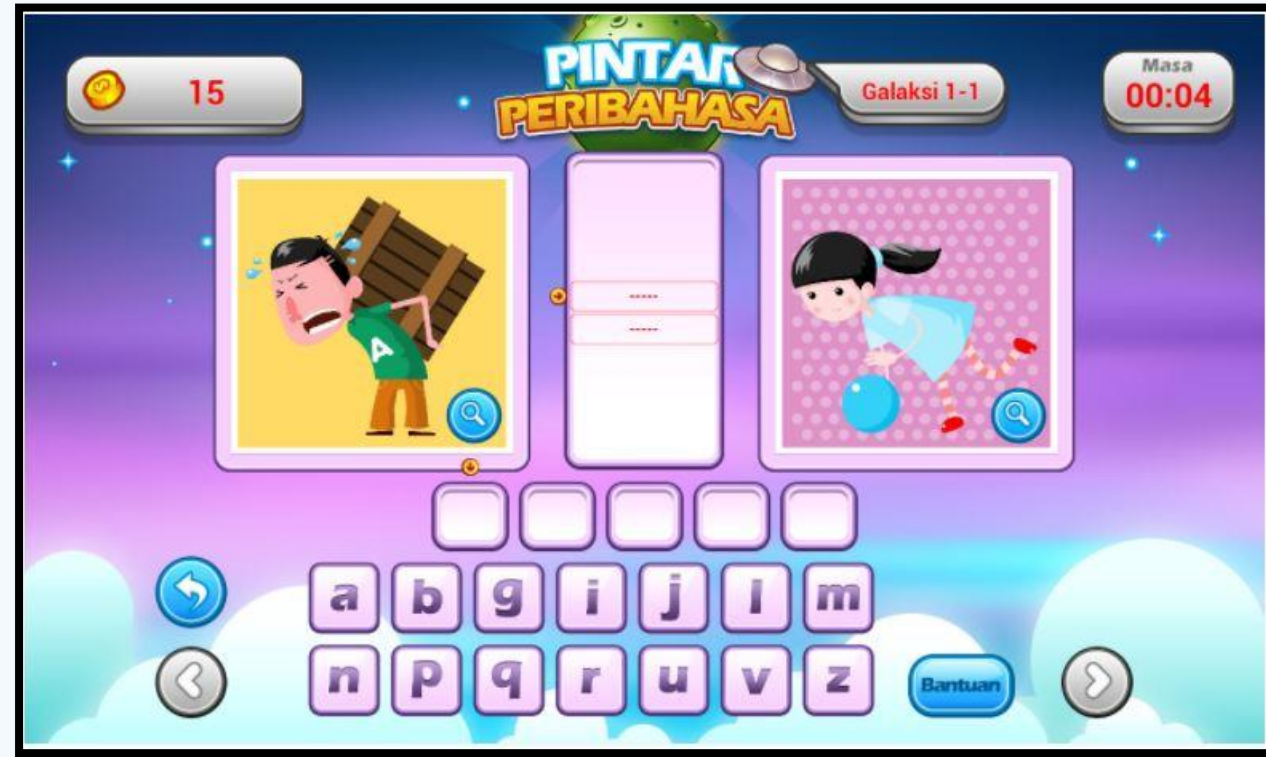 15
PINTAR
PERIBAHASA
Galaksi 1-1
Masa
00:04
-----
-----
A
a b g i j l m
n p q r u v z
Bantuan